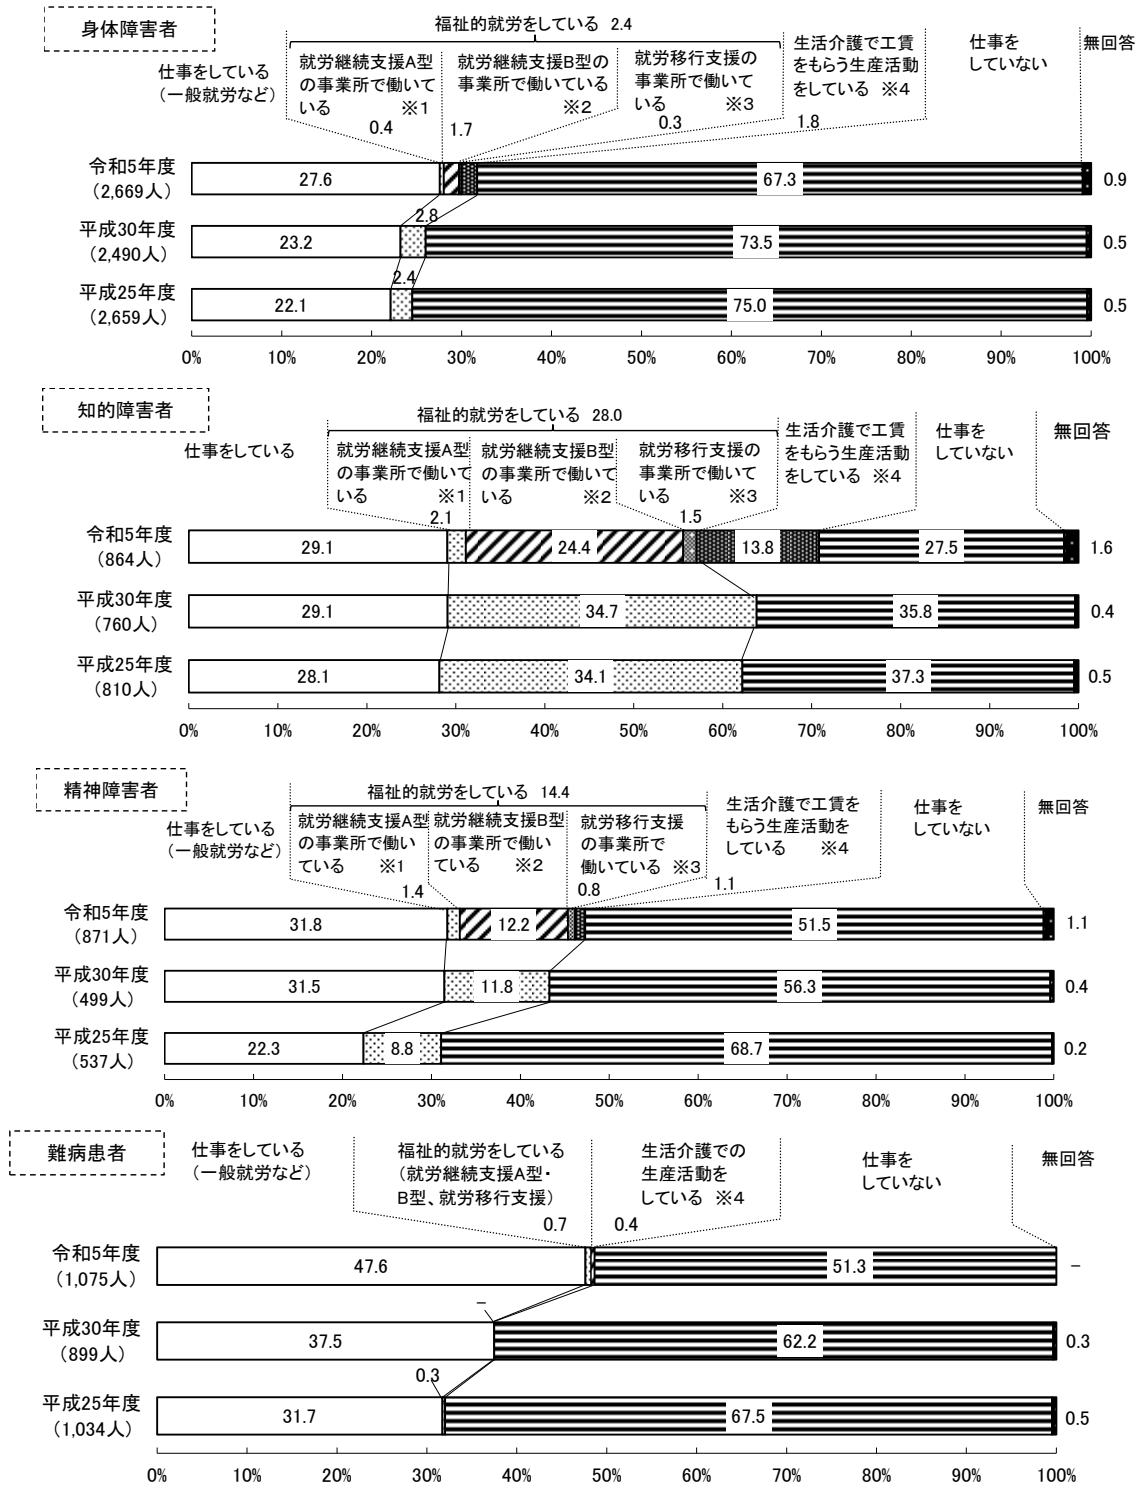 身体障害者
福祉的就労をしている 2.4
仕事をしている
(一般就労など)
就労継続支援A型
の事業所で働いて
いる ※1
就労継続支援B型の
事業所で働いている
※2
就労移行支援の
事業所で働いて
いる ※3
生活介護で工賃
をもらう生産活動
をしている ※4
仕事を
していない
無回答
0.4 1.7 0.3 1.8
令和5年度
(2,669人)
27.6 67.3 0.9
2.8
平成30年度
(2,490人)
23.2 73.5 0.5
2.4
平成25年度
(2,659人)
22.1 75.0 0.5
0% 10% 20% 30% 40% 50% 60% 70% 80% 90% 100%
知的障害者
福祉的就労をしている 28.0
仕事をしている
就労継続支援A型
の事業所で働いて
いる ※1
就労継続支援B型
の事業所で働いて
いる ※2
就労移行支援の
事業所で働いて
いる ※3
生活介護で工賃
をもらう生産活動
をしている ※4
仕事を
していない
無回答
2.1 1.5
令和5年度
(864人)
29.1 24.4 13.8 27.5 1.6
平成30年度
(760人)
29.1 34.7 35.8 0.4
平成25年度
(810人)
28.1 34.1 37.3 0.5
0% 10% 20% 30% 40% 50% 60% 70% 80% 90% 100%
精神障害者
福祉的就労をしている 14.4
仕事をしている
(一般就労など)
就労継続支援A型
の事業所で働い
ている ※1
就労継続支援B型
の事業所で働い
ている ※2
就労移行支援
の事業所で
働いている ※3
生活介護で工賃を
もらう生産活動を
している ※4
仕事を
していない
無回答
1.4 0.8 1.1
令和5年度
(871人)
31.8 12.2 51.5 1.1
平成30年度
(499人)
31.5 11.8 56.3 0.4
平成25年度
(537人)
22.3 8.8 68.7 0.2
0% 10% 20% 30% 40% 50% 60% 70% 80% 90% 100%
難病患者
仕事をしている
(一般就労など)
福祉的就労をしている
(就労継続支援A型・
B型、就労移行支援)
生活介護での
生産活動を
している ※4
仕事を
していない
無回答
0.7 0.4
令和5年度
(1,075人)
47.6 51.3 –
–
平成30年度
(899人)
37.5 62.2 0.3
0.3
平成25年度
(1,034人)
31.7 67.5 0.5
0% 10% 20% 30% 40% 50% 60% 70% 80% 90% 100%